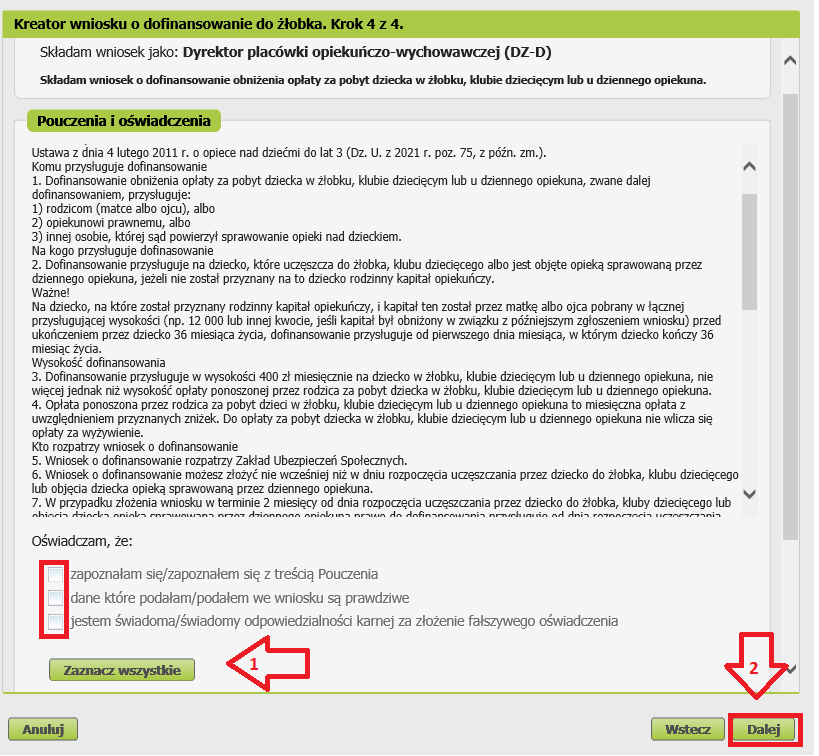 Kreator wniosku o dofinansowanie do żłobka. Krok 4 z 4.
Składam wniosek jako: Dyrektor placówki opiekuńczo-wychowawczej (DZ-D)
Składam wniosek o dofinansowanie obniżenia opłaty za pobyt dziecka w żłobku, klubie dziecięcym lub u dziennego opiekuna.
Pouczenia i oświadczenia
Ustawa z dnia 4 lutego 2011 r. o opiece nad dziećmi do lat 3 (Dz. U. z 2021 r. poz. 75, z późn. zm.).
Komu przysługuje dofinansowanie
1. Dofinansowanie obniżenia opłaty za pobyt dziecka w żłobku, klubie dziecięcym lub u dziennego opiekuna, zwane dalej
dofinansowaniem, przysługuje:
1) rodzicom (matce albo ojcu), albo
2) opiekunowi prawnemu, albo
3) innej osobie, której sąd powierzył sprawowanie opieki nad dzieckiem.
Na kogo przysługuje dofinasowanie
2. Dofinansowanie przysługuje na dziecko, które uczęszcza do żłobka, klubu dziecięcego albo jest objęte opieką sprawowaną przez
dziennego opiekuna, jeżeli nie został przyznany na to dziecko rodzinny kapitał opiekuńczy.
Ważne!
Na dziecko, na które został przyznany rodzinny kapitał opiekuńczy, i kapitał ten został przez matkę albo ojca pobrany w łącznej
przysługującej wysokości (np. 12 000 lub innej kwocie, jeśli kapitał był obniżony w związku z późniejszym zgłoszeniem wniosku) przed
ukończeniem przez dziecko 36 miesiąca życia, dofinansowanie przysługuje od pierwszego dnia miesiąca, w którym dziecko kończy 36
miesiąc życia.
Wysokość dofinansowania
3. Dofinansowanie przysługuje w wysokości 400 zł miesięcznie na dziecko w żłobku, klubie dziecięcym lub u dziennego opiekuna, nie
więcej jednak niż wysokość opłaty ponoszonej przez rodzica za pobyt dziecka w żłobku, klubie dziecięcym lub u dziennego opiekuna.
4. Opłata ponoszona przez rodzica za pobyt dzieci w żłobku, klubie dziecięcym lub u dziennego opiekuna to miesięczna opłata z
uwzględnieniem przyznanych zniżek. Do opłaty za pobyt dziecka w żłobku, klubie dziecięcym lub u dziennego opiekuna nie wlicza się
opłaty za wyżywienie.
Kto rozpatrzy wniosek o dofinansowanie
5. Wniosek o dofinansowanie rozpatrzy Zakład Ubezpieczeń Społecznych.
6. Wniosek o dofinansowanie możesz złożyć nie wcześniej niż w dniu rozpoczęcia uczęszczania przez dziecko do żłobka, klubu dziecięcego
lub objęcia dziecka opieką sprawowaną przez dziennego opiekuna.
7. W przypadku złożenia wniosku w terminie 2 miesięcy od dnia rozpoczęcia uczęszczania przez dziecko do żłobka, kluby dziecięcego lub
objęcia dziecka opieką sprawowaną przez dziennego opiekuna prawo do dofinansowania przysługuje od dnia rozpoczęcia uczęszczania
Oświadczam, że:
zapoznałam się/zapoznałem się z treścią Pouczenia
dane które podałam/podałem we wniosku są prawdziwe
jestem świadoma/świadomy odpowiedzialności karnej za złożenie fałszywego oświadczenia
Zaznacz wszystkie
1
2
Anuluj
Wstecz
Dalej